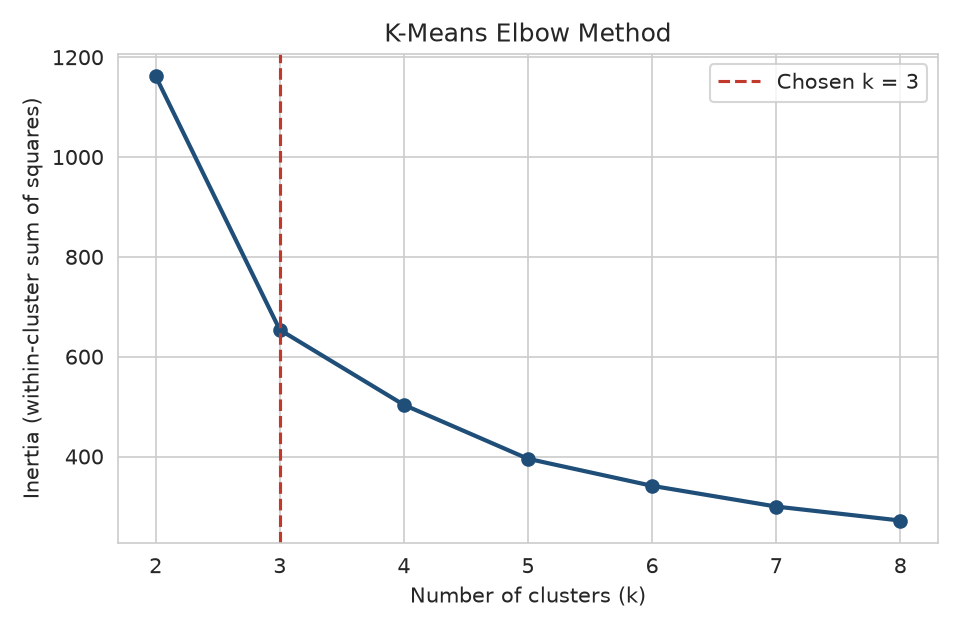 K-Means Elbow Method
Chosen k = 3
Inertia (within-cluster sum of squares)
1200
1000
800
600
400
2 3 4 5 6 7 8
Number of clusters (k)